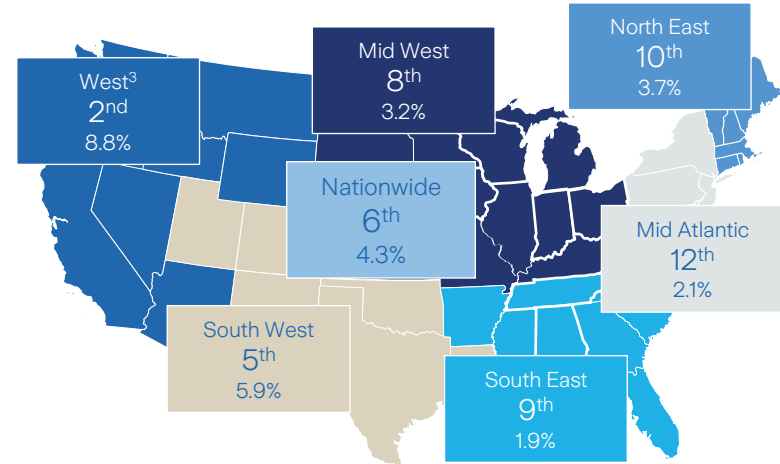 North East
10th
3.7%
Mid West
8th
3.2%
West³
2nd
8.8%
Nationwide
6th
4.3%
Mid Atlantic
12th
2.1%
South West
5th
5.9%
South East
9th
1.9%